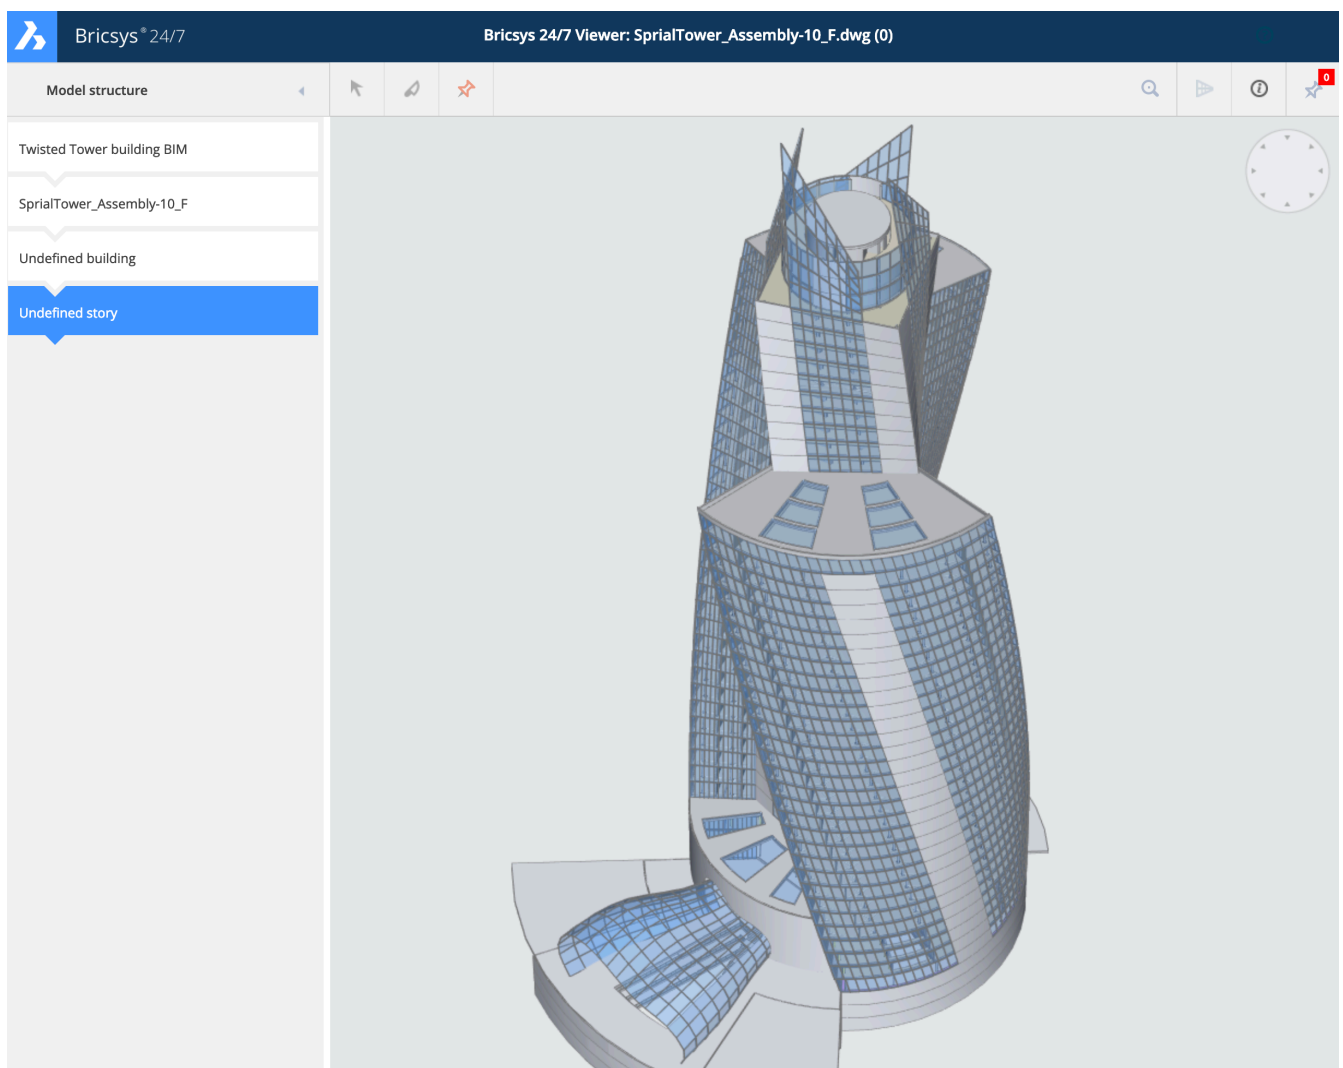 Bricsys® 24/7
Bricsys 24/7 Viewer: SprialTower_Assembly-10_F.dwg (0)
Model structure
0
Twisted Tower building BIM
SprialTower_Assembly-10_F
Undefined building
Undefined story